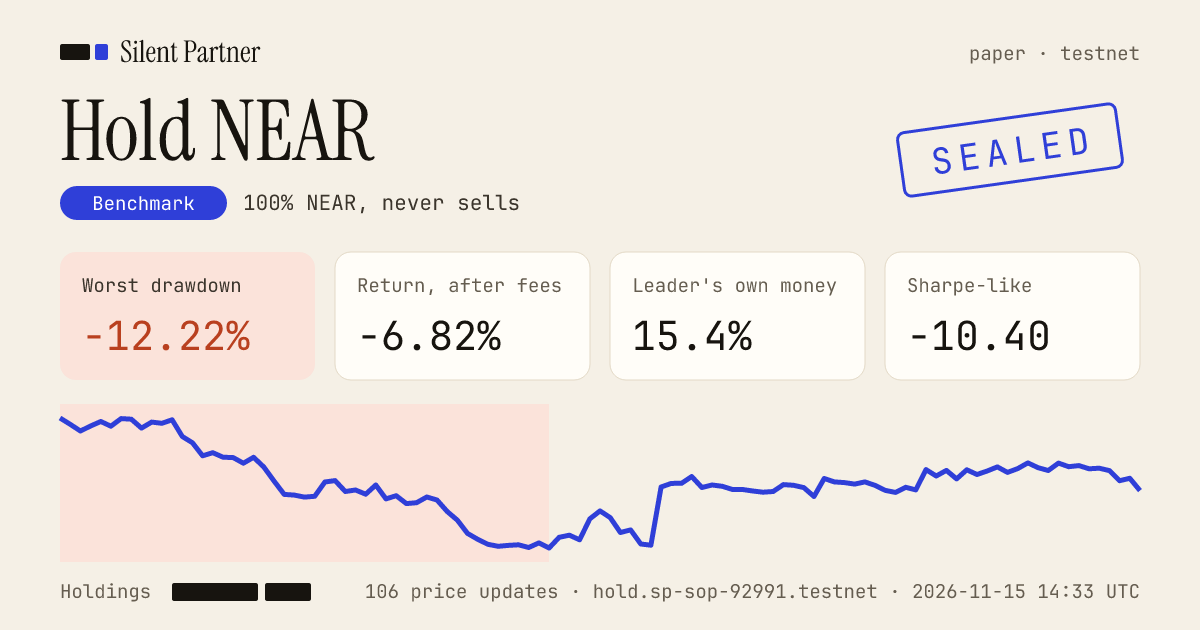 Silent Partner
paper · testnet
Hold NEAR
SEALED
Benchmark 100% NEAR, never sells
Worst drawdown
-12.22%
Return, after fees
-6.82%
Leader's own money
15.4%
Sharpe-like
-10.40
Holdings
106 price updates · hold.sp-sop-92991.testnet · 2026-11-15 14:33 UTC